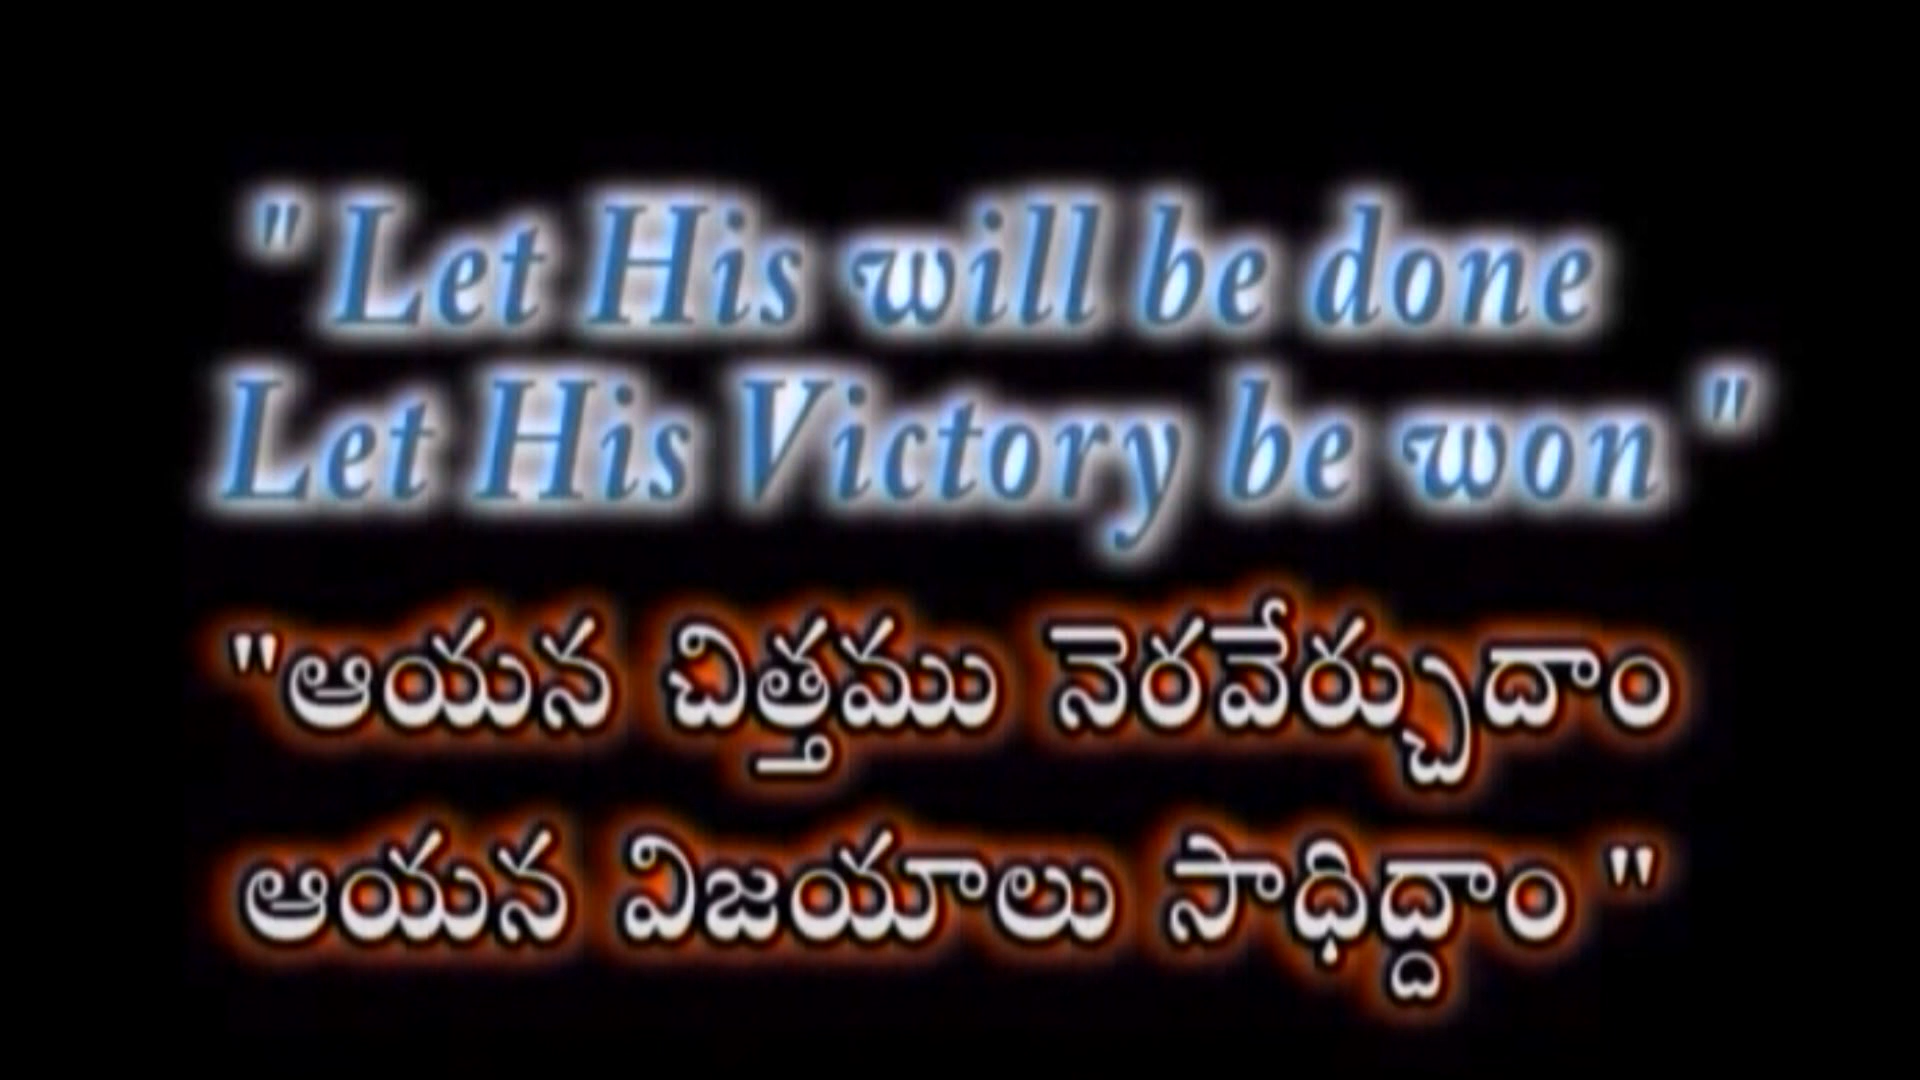 " Let His will be done
Let His Victory be won "
"ఆయన చిత్తము నెరవేర్చుదాం
ఆయన విజయాలు సాధిద్దాం "